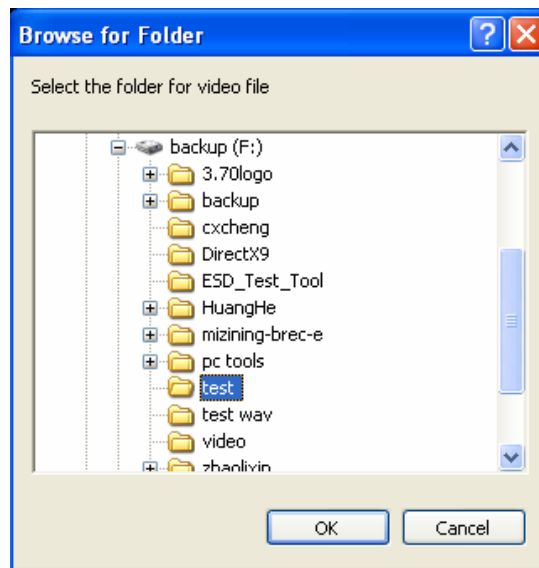 Browse for Folder
Select the folder for video file
backup (F:)
3.70logo
backup
cxcheng
DirectX9
ESD_Test_Tool
HuangHe
mizining-brec-e
pc tools
test
test wav
video
zhaolixin
OK
Cancel